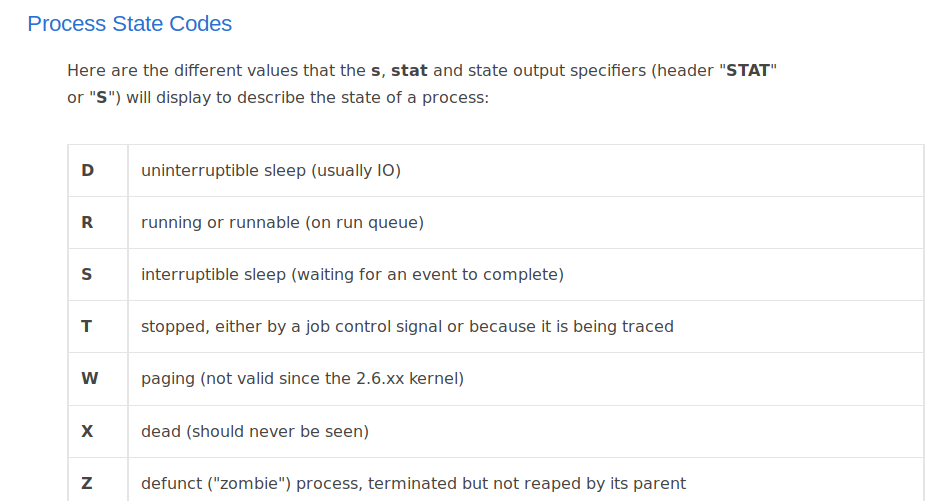 Process State Codes
Here are the different values that the s, stat and state output specifiers (header "STAT"
or "S") will display to describe the state of a process:
D uninterruptible sleep (usually IO)
R running or runnable (on run queue)
S interruptible sleep (waiting for an event to complete)
T stopped, either by a job control signal or because it is being traced
W paging (not valid since the 2.6.xx kernel)
X dead (should never be seen)
Z defunct ("zombie") process, terminated but not reaped by its parent